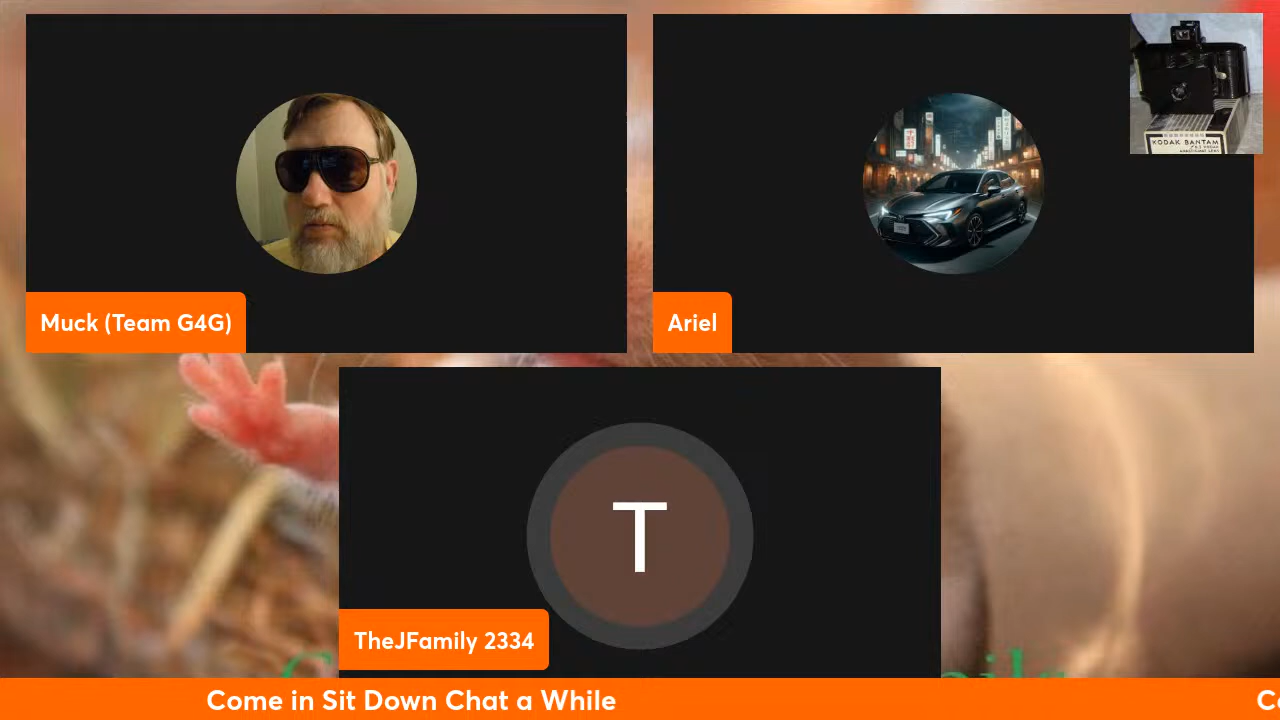 KODAK BANTAM
Muck (Team G4G)
Ariel
T
TheJFamily 2334
Come in Sit Down Chat a While